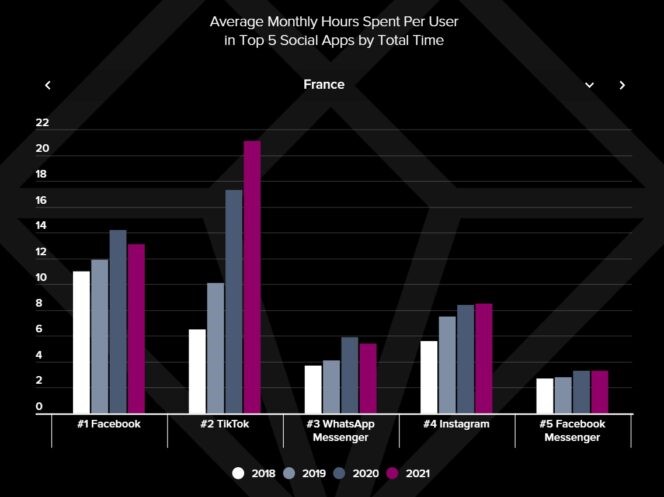 Average Monthly Hours Spent Per User
in Top 5 Social Apps by Total Time
France
22
20
18
16
14
12
10
8
6
4
2
0
#1 Facebook
#2 TikTok
#3 WhatsApp
Messenger
#4 Instagram
#5 Facebook
Messenger
2018
2019
2020
2021